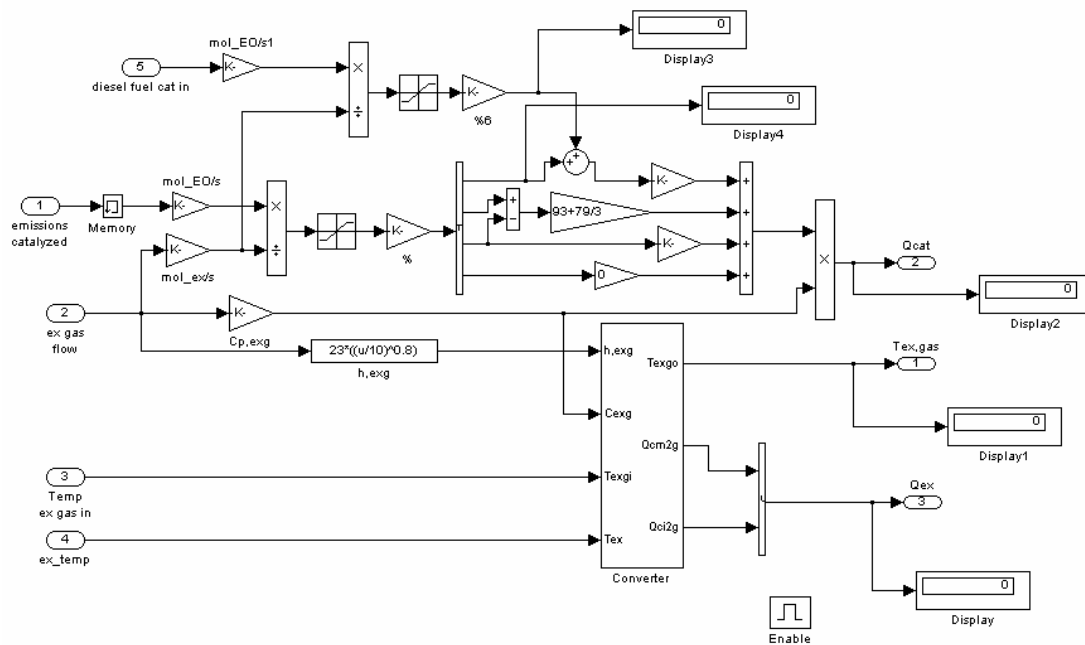 0
Display3
mol_EO/s1
5
diesel fuel cat in
K-
×
÷
K-
%6
0
Display4
mol_EO/s
1
emissions
catalyzed
Memory
K-
×
÷
K-
mol_ex/s
K-
%
+
+
K-
+
−
93+79/3
K-
0
+
+
+
+
×
Qcat
2
0
Display2
2
ex gas
flow
K-
Cp,exg
23*((u/10)^0.8)
h,exg
h,exg
Texgo
Cexg
Qcm2g
Texgi
Qci2g
Tex
Converter
Tex,gas
1
0
Display1
3
Temp
ex gas in
4
ex_temp
Qex
3
0
Display
Enable